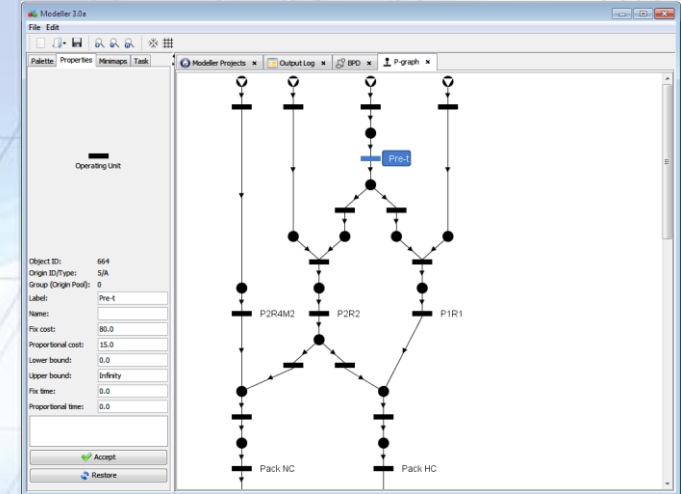 Modeller 3.0a
File Edit
Palette Properties Minimaps Task
Modeller Projects Output Log BPD P-graph
Operating Unit
Object ID: 664
Origin ID/Type: 5/A
Group (Origin Pool): 0
Label: Pre-t
Name:
Fix cost: 80.0
Proportional cost: 15.0
Lower bound: 0.0
Upper bound: Infinity
Fix time: 0.0
Proportional time: 0.0
Accept
Restore
Pre-t
P2R4M2 P2R2 P1R1
Pack NC Pack HC